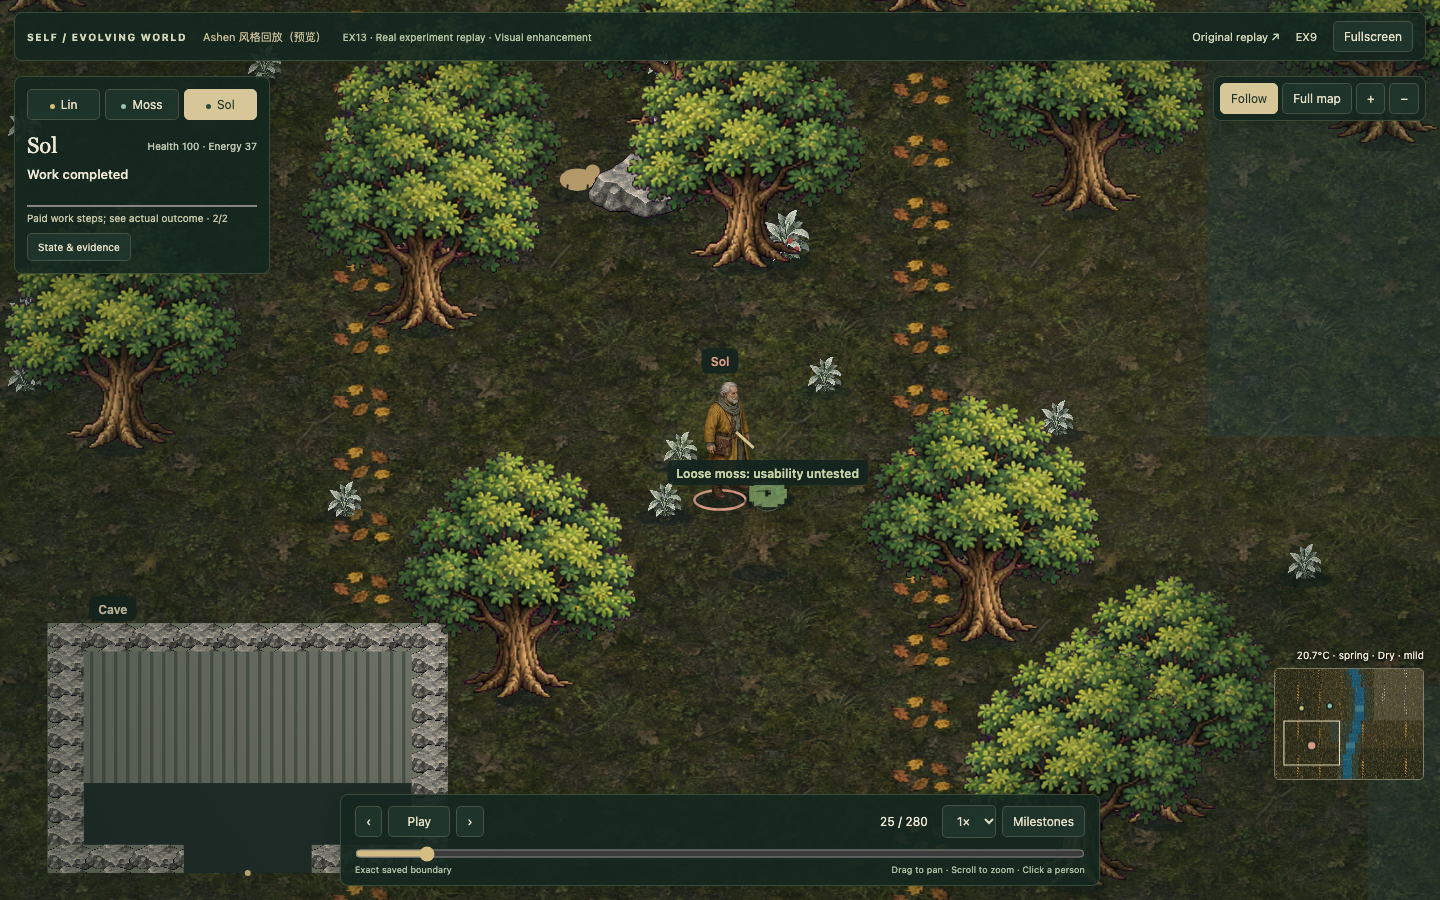 SELF / EVOLVING WORLD Ashen 风格回放（预览） EX13 · Real experiment replay · Visual enhancement Original replay ↗ EX9 Fullscreen
Lin Moss Sol
Sol Health 100 · Energy 37
Work completed
Paid work steps; see actual outcome · 2/2
State & evidence
Follow Full map + −
Sol
Loose moss: usability untested
Cave
20.7°C · spring · Dry · mild
‹ Play › 25 / 280 1× Milestones
Exact saved boundary Drag to pan · Scroll to zoom · Click a person